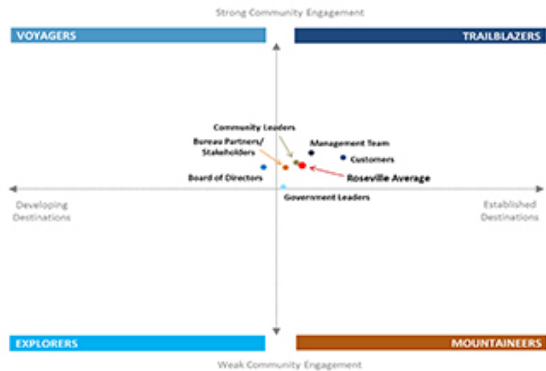 Strong Community Engagement
VOYAGERS
TRAILBLAZERS
Community Leaders
Bureau Partners/
Stakeholders
Management Team
Customers
Board of Directors
Roseville Average
Government Leaders
Developing
Destinations
Established
Destinations
EXPLORERS
MOUNTAINEERS
Weak Community Engagement